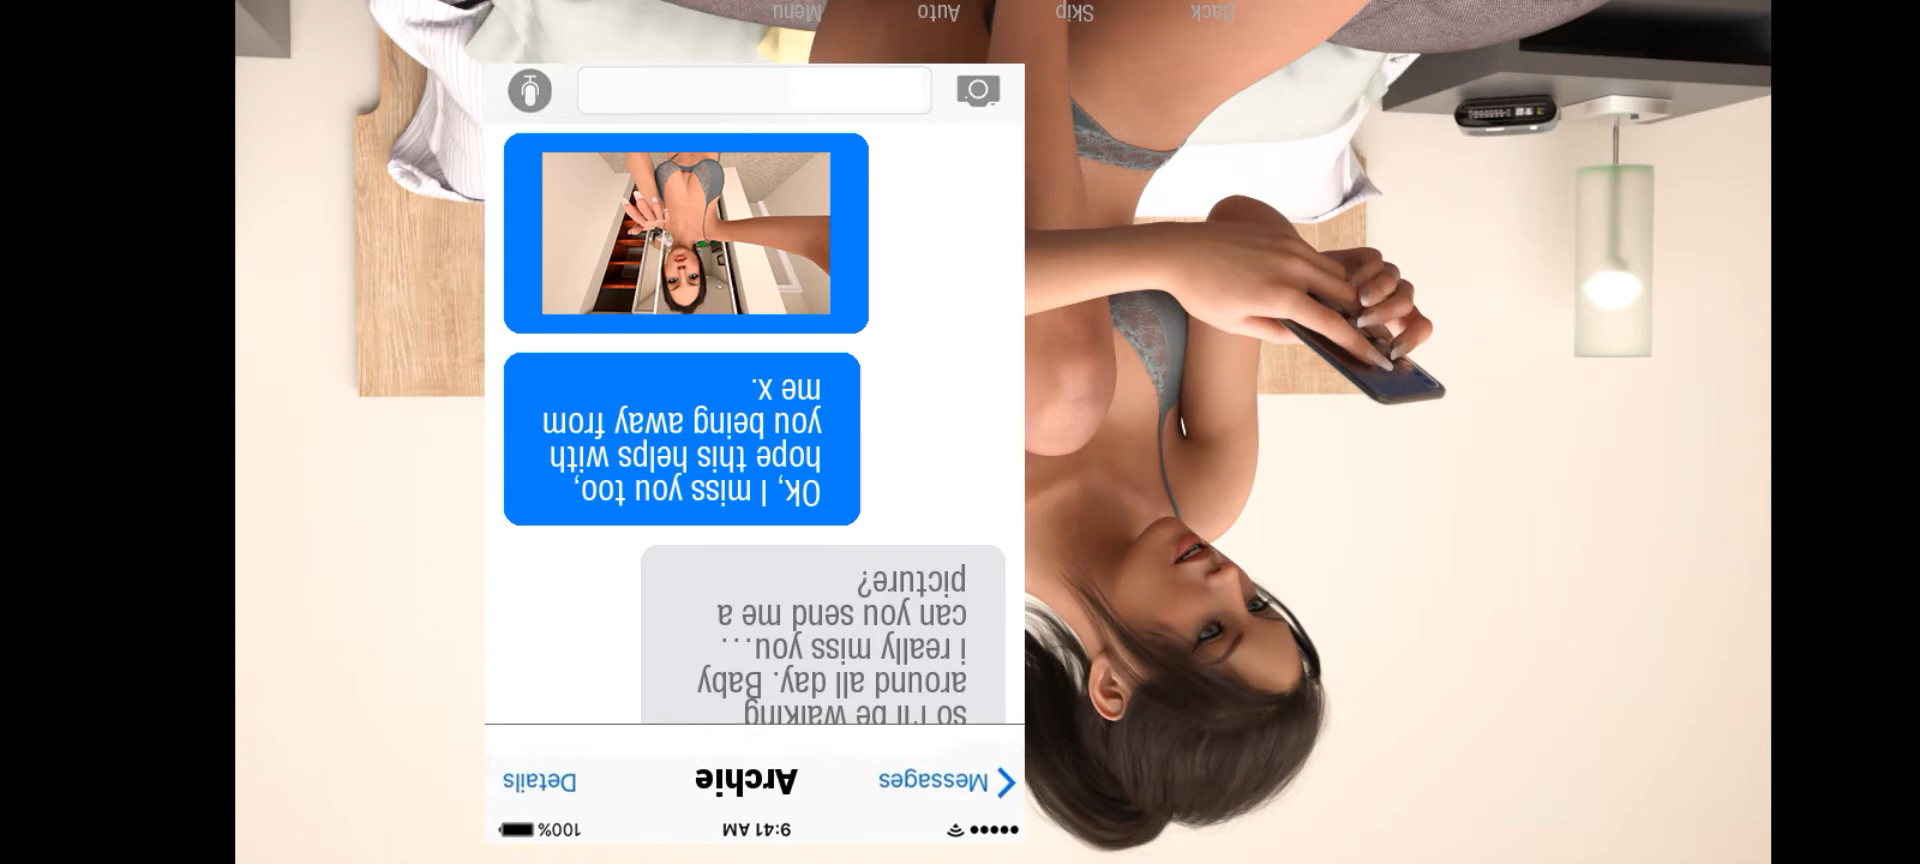 100%
9:41 AM
Messages
Archie
Details
so I'll be walking
around all day. Baby
i really miss you...
can you send me a
picture?
Ok, I miss you too,
hope this helps with
you being away from
me x.
Back
Skip
Auto
Menu